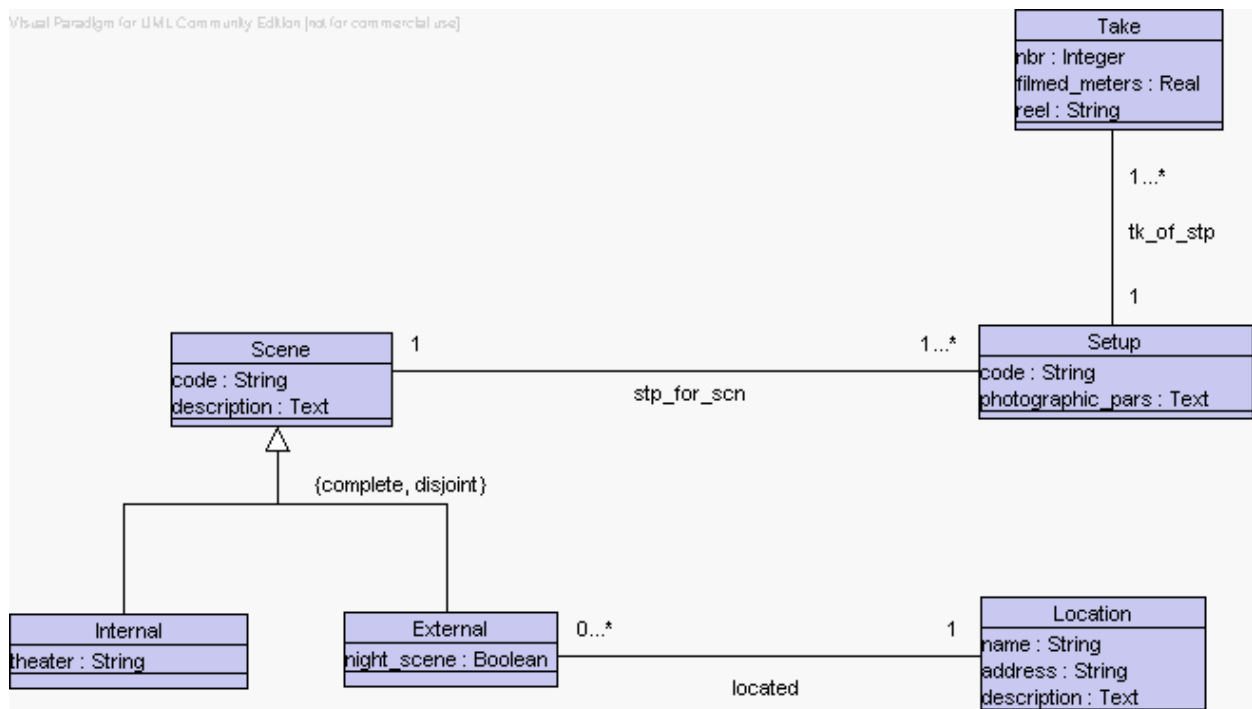 Visual Paradigm for UML Community Edition [not for commercial use]
Take
nbr : Integer
filmed_meters : Real
reel : String
1...*
tk_of_stp
1
Scene
code : String
description : Text
1
1...*
stp_for_scn
Setup
code : String
photographic_pars : Text
{complete, disjoint}
Internal
theater : String
External
night_scene : Boolean
0...*
1
located
Location
name : String
address : String
description : Text